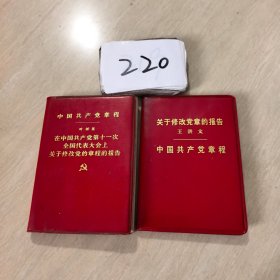 220
中国共产党章程
叶剑英
在中国共产党第十一次
全国代表大会上
关于修改党的章程的报告
关于修改党章的报告
王洪文
中国共产党章程